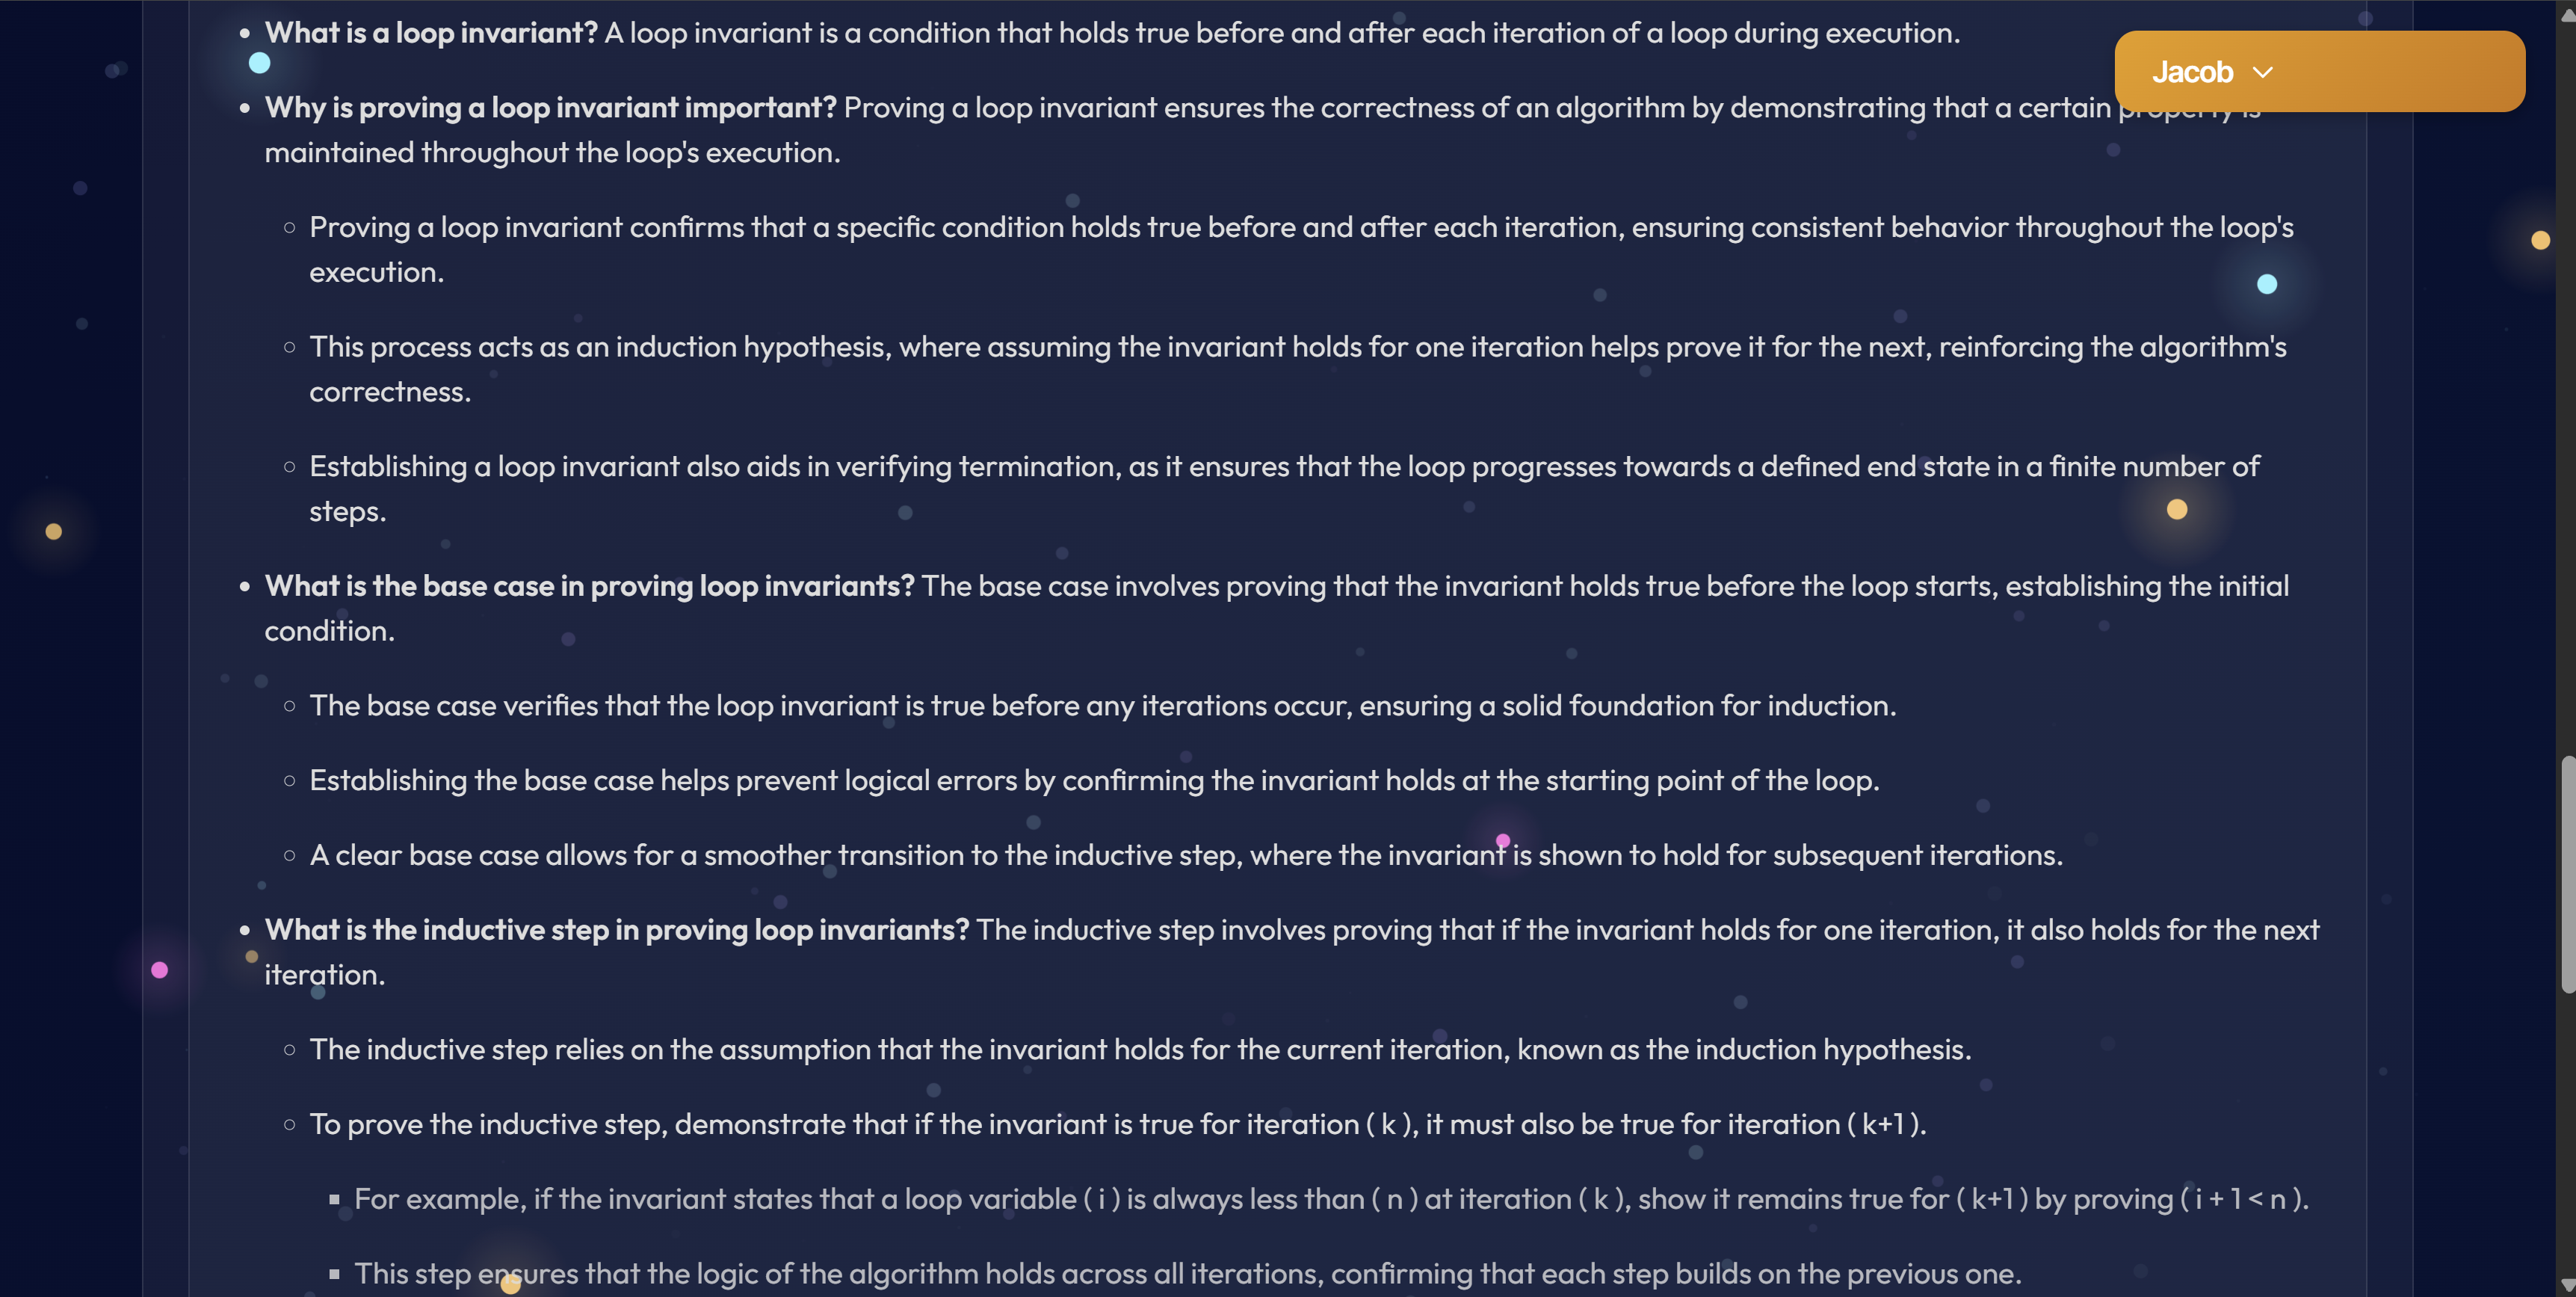 What is a loop invariant? A loop invariant is a condition that holds true before and after each iteration of a loop during execution.
Jacob
Why is proving a loop invariant important? Proving a loop invariant ensures the correctness of an algorithm by demonstrating that a certain property is
maintained throughout the loop's execution.
Proving a loop invariant confirms that a specific condition holds true before and after each iteration, ensuring consistent behavior throughout the loop's
execution.
This process acts as an induction hypothesis, where assuming the invariant holds for one iteration helps prove it for the next, reinforcing the algorithm's
correctness.
Establishing a loop invariant also aids in verifying termination, as it ensures that the loop progresses towards a defined end state in a finite number of
steps.
What is the base case in proving loop invariants? The base case involves proving that the invariant holds true before the loop starts, establishing the initial
condition.
The base case verifies that the loop invariant is true before any iterations occur, ensuring a solid foundation for induction.
Establishing the base case helps prevent logical errors by confirming the invariant holds at the starting point of the loop.
A clear base case allows for a smoother transition to the inductive step, where the invariant is shown to hold for subsequent iterations.
What is the inductive step in proving loop invariants? The inductive step involves proving that if the invariant holds for one iteration, it also holds for the next
iteration.
The inductive step relies on the assumption that the invariant holds for the current iteration, known as the induction hypothesis.
To prove the inductive step, demonstrate that if the invariant is true for iteration ( k ), it must also be true for iteration ( k+1 ).
For example, if the invariant states that a loop variable ( i ) is always less than ( n ) at iteration ( k ), show it remains true for ( k+1 ) by proving ( i + 1 < n ).
This step ensures that the logic of the algorithm holds across all iterations, confirming that each step builds on the previous one.